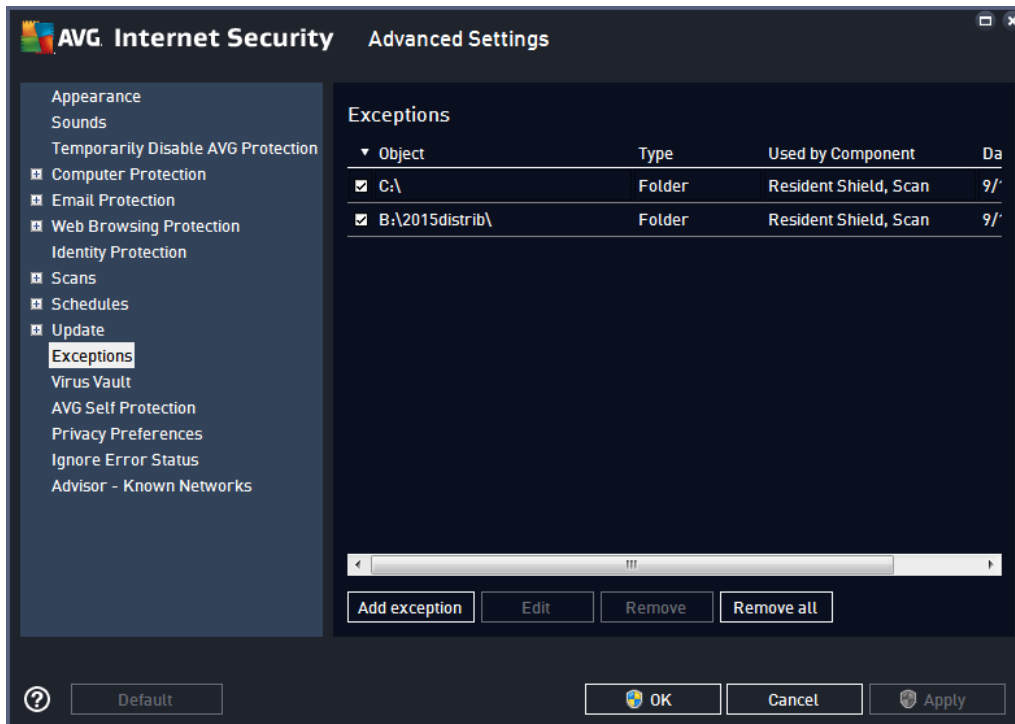 AVG. Internet Security Advanced Settings
Appearance
Sounds
Temporarily Disable AVG Protection
Computer Protection
Email Protection
Web Browsing Protection
Identity Protection
Scans
Schedules
Update
Exceptions
Virus Vault
AVG Self Protection
Privacy Preferences
Ignore Error Status
Advisor - Known Networks
Exceptions
Object Type Used by Component Da
C:\ Folder Resident Shield, Scan 9/
B:\2015distrib\ Folder Resident Shield, Scan 9/
Add exception Edit Remove Remove all
Default OK Cancel Apply